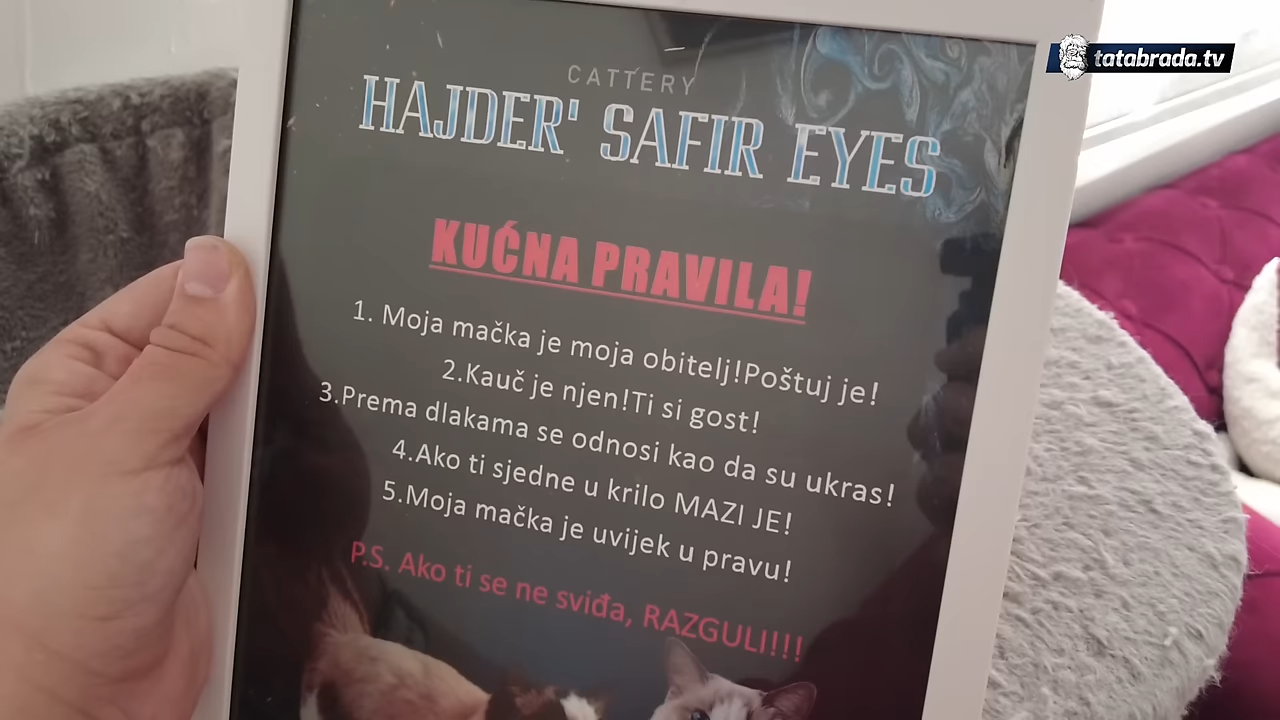 tatabrada.tv
CATTERY
HAJDER' SAFIR EYES
KUĆNA PRAVILA!
1. Moja mačka je moja obitelj!Poštuj je!
2.Kauč je njen!Ti si gost!
3.Prema dlakama se odnosi kao da su ukras!
4.Ako ti sjedne u krilo MAZI JE!
5.Moja mačka je uvijek u pravu!
P.S. Ako ti se ne sviđa, RAZGULI!!!